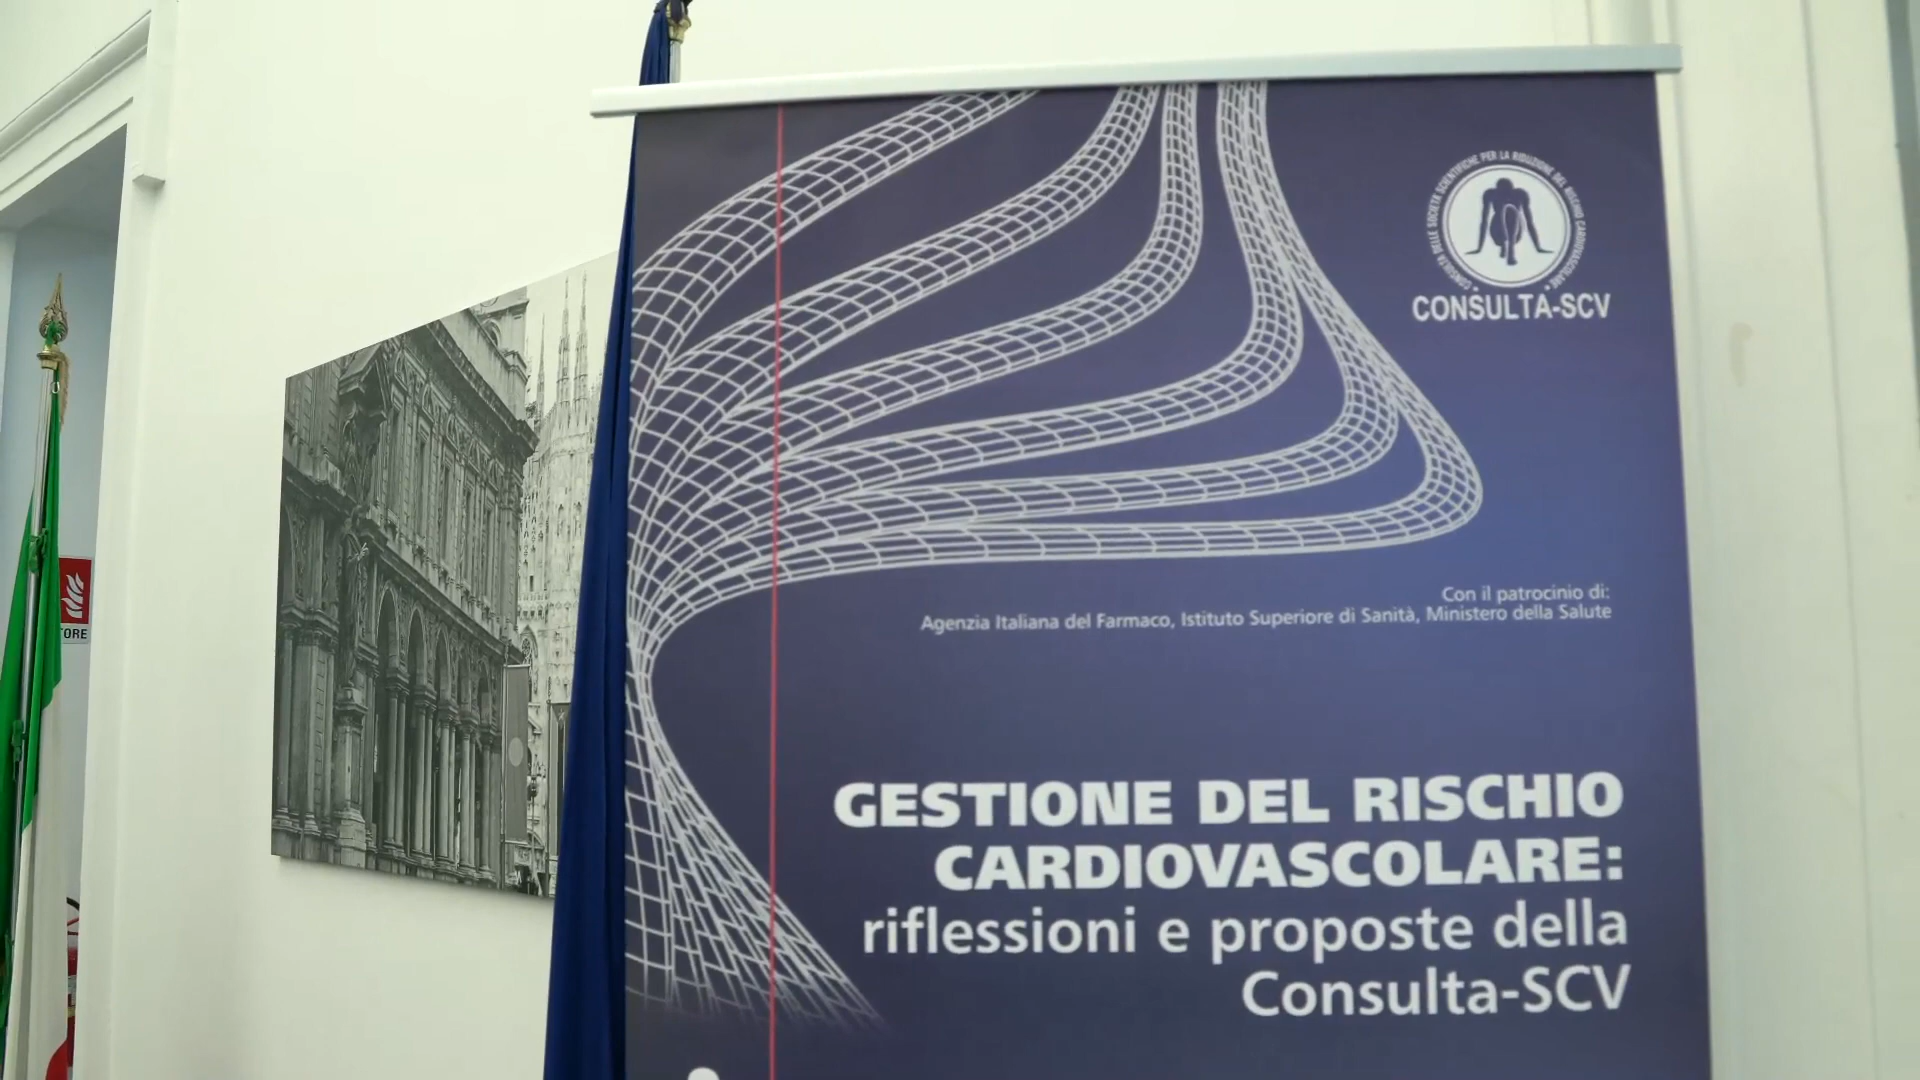 CONSULTA DELLE SOCIETÀ SCIENTIFICHE PER LA RIDUZIONE DEL RISCHIO CARDIOVASCOLARE
CONSULTA-SCV
Con il patrocinio di:
Agenzia Italiana del Farmaco, Istituto Superiore di Sanità, Ministero della Salute
TORE
GESTIONE DEL RISCHIO
CARDIOVASCOLARE:
riflessioni e proposte della
Consulta-SCV